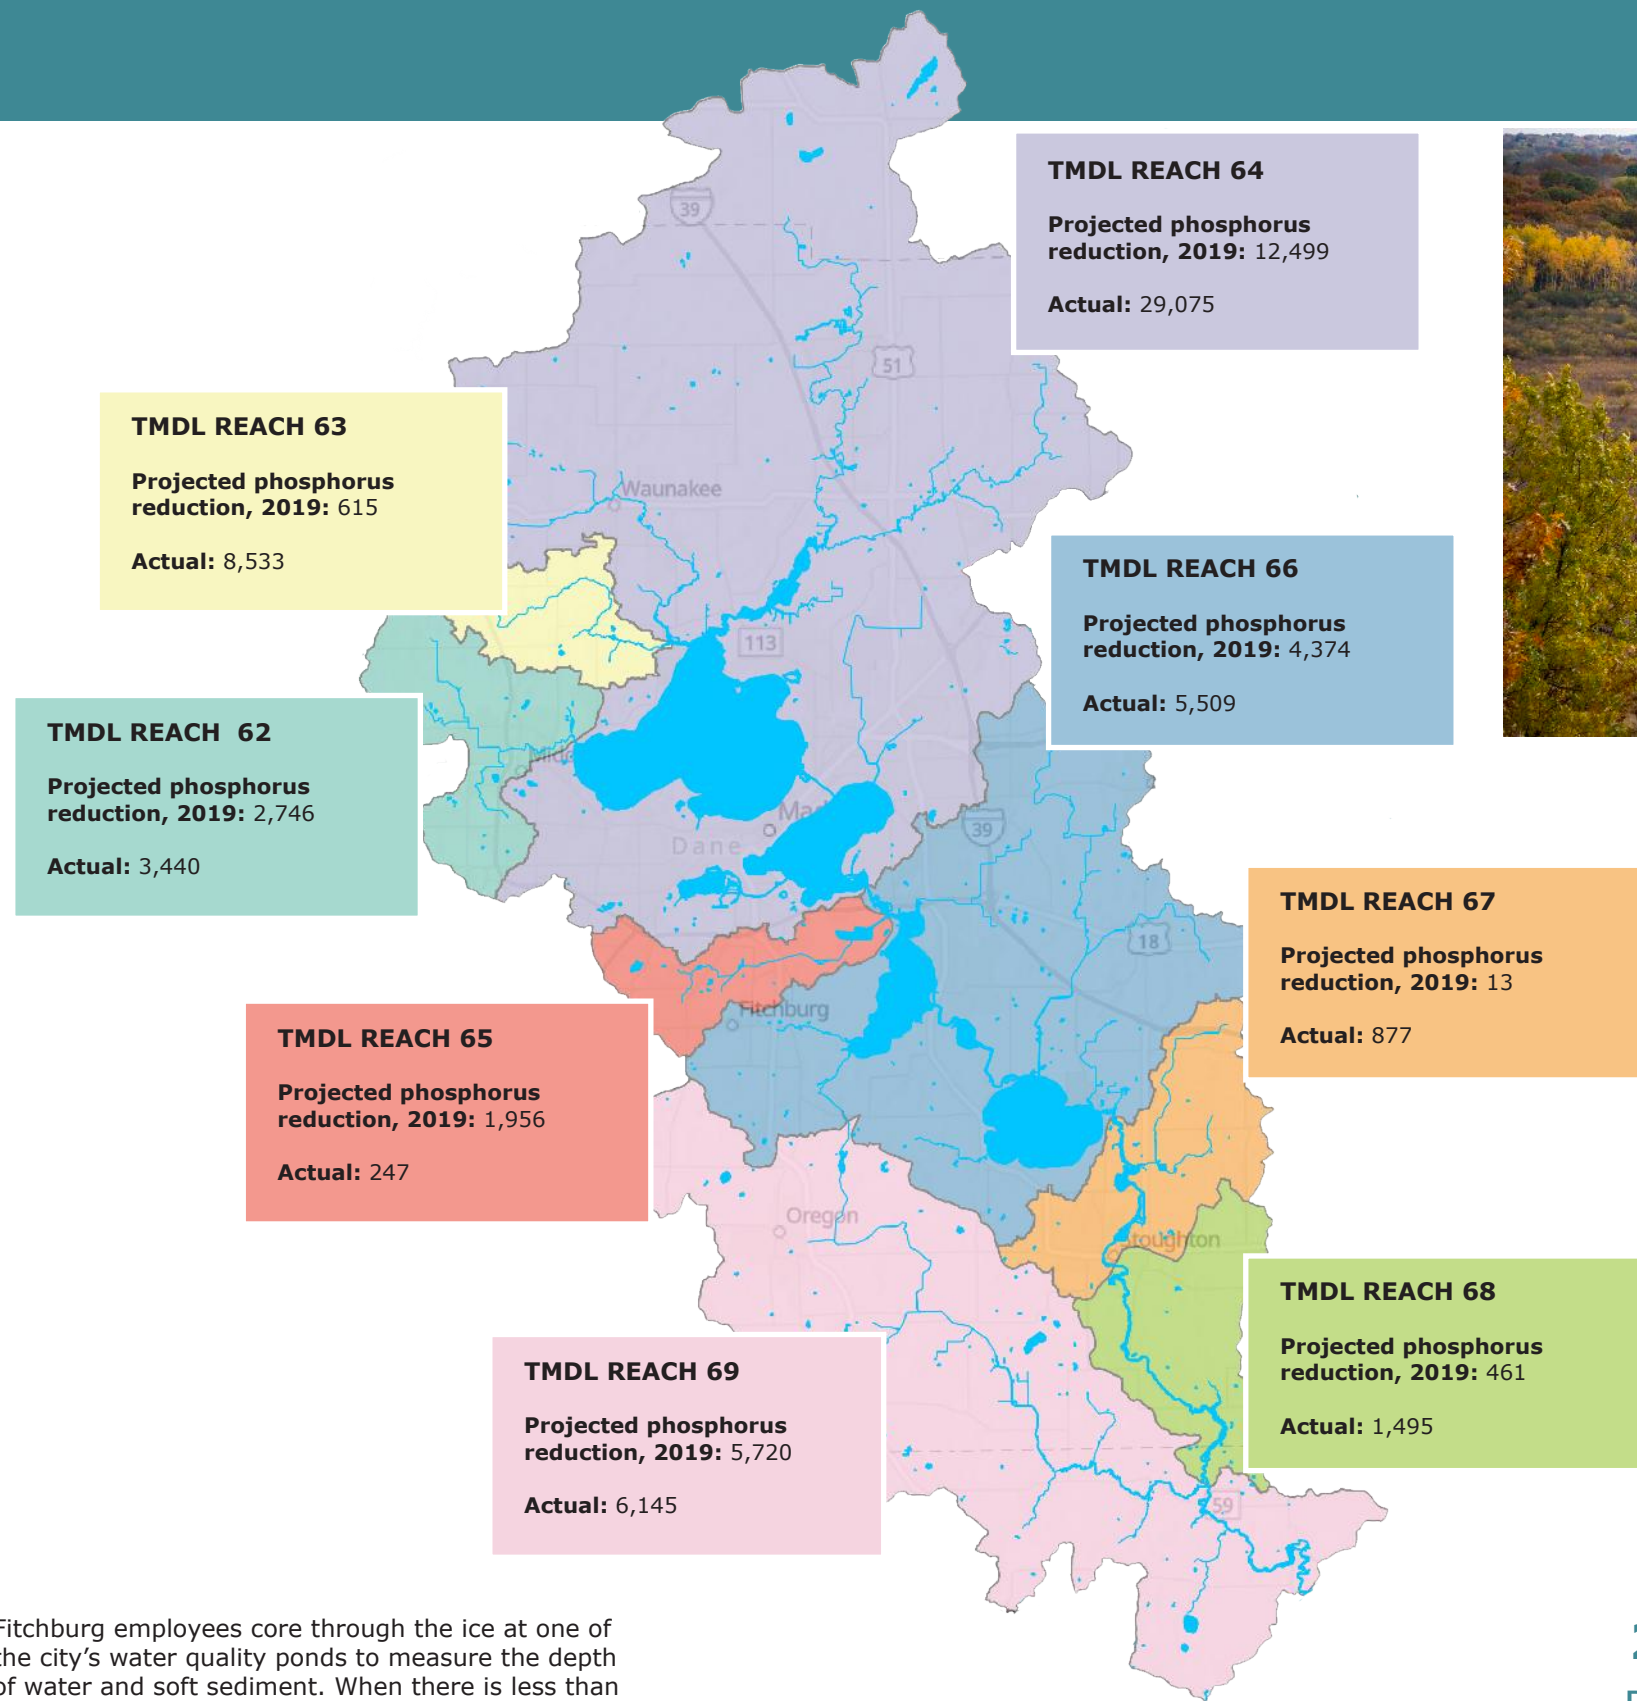 TMDL REACH 64
Projected phosphorus
reduction, 2019: 12,499
Actual: 29,075
39
51
TMDL REACH 63
Projected phosphorus
reduction, 2019: 615
Actual: 8,533
Waunakee
TMDL REACH 66
Projected phosphorus
reduction, 2019: 4,374
Actual: 5,509
113
TMDL REACH  62
Projected phosphorus
reduction, 2019: 2,746
Actual: 3,440
Dane
39
18
TMDL REACH 67
Projected phosphorus
reduction, 2019: 13
Actual: 877
Fitchburg
TMDL REACH 65
Projected phosphorus
reduction, 2019: 1,956
Actual: 247
Oregon
Stoughton
TMDL REACH 68
Projected phosphorus
reduction, 2019: 461
Actual: 1,495
TMDL REACH 69
Projected phosphorus
reduction, 2019: 5,720
Actual: 6,145
59
Fitchburg employees core through the ice at one of
the city’s water quality ponds to measure the depth
of water and soft sediment. When there is less than